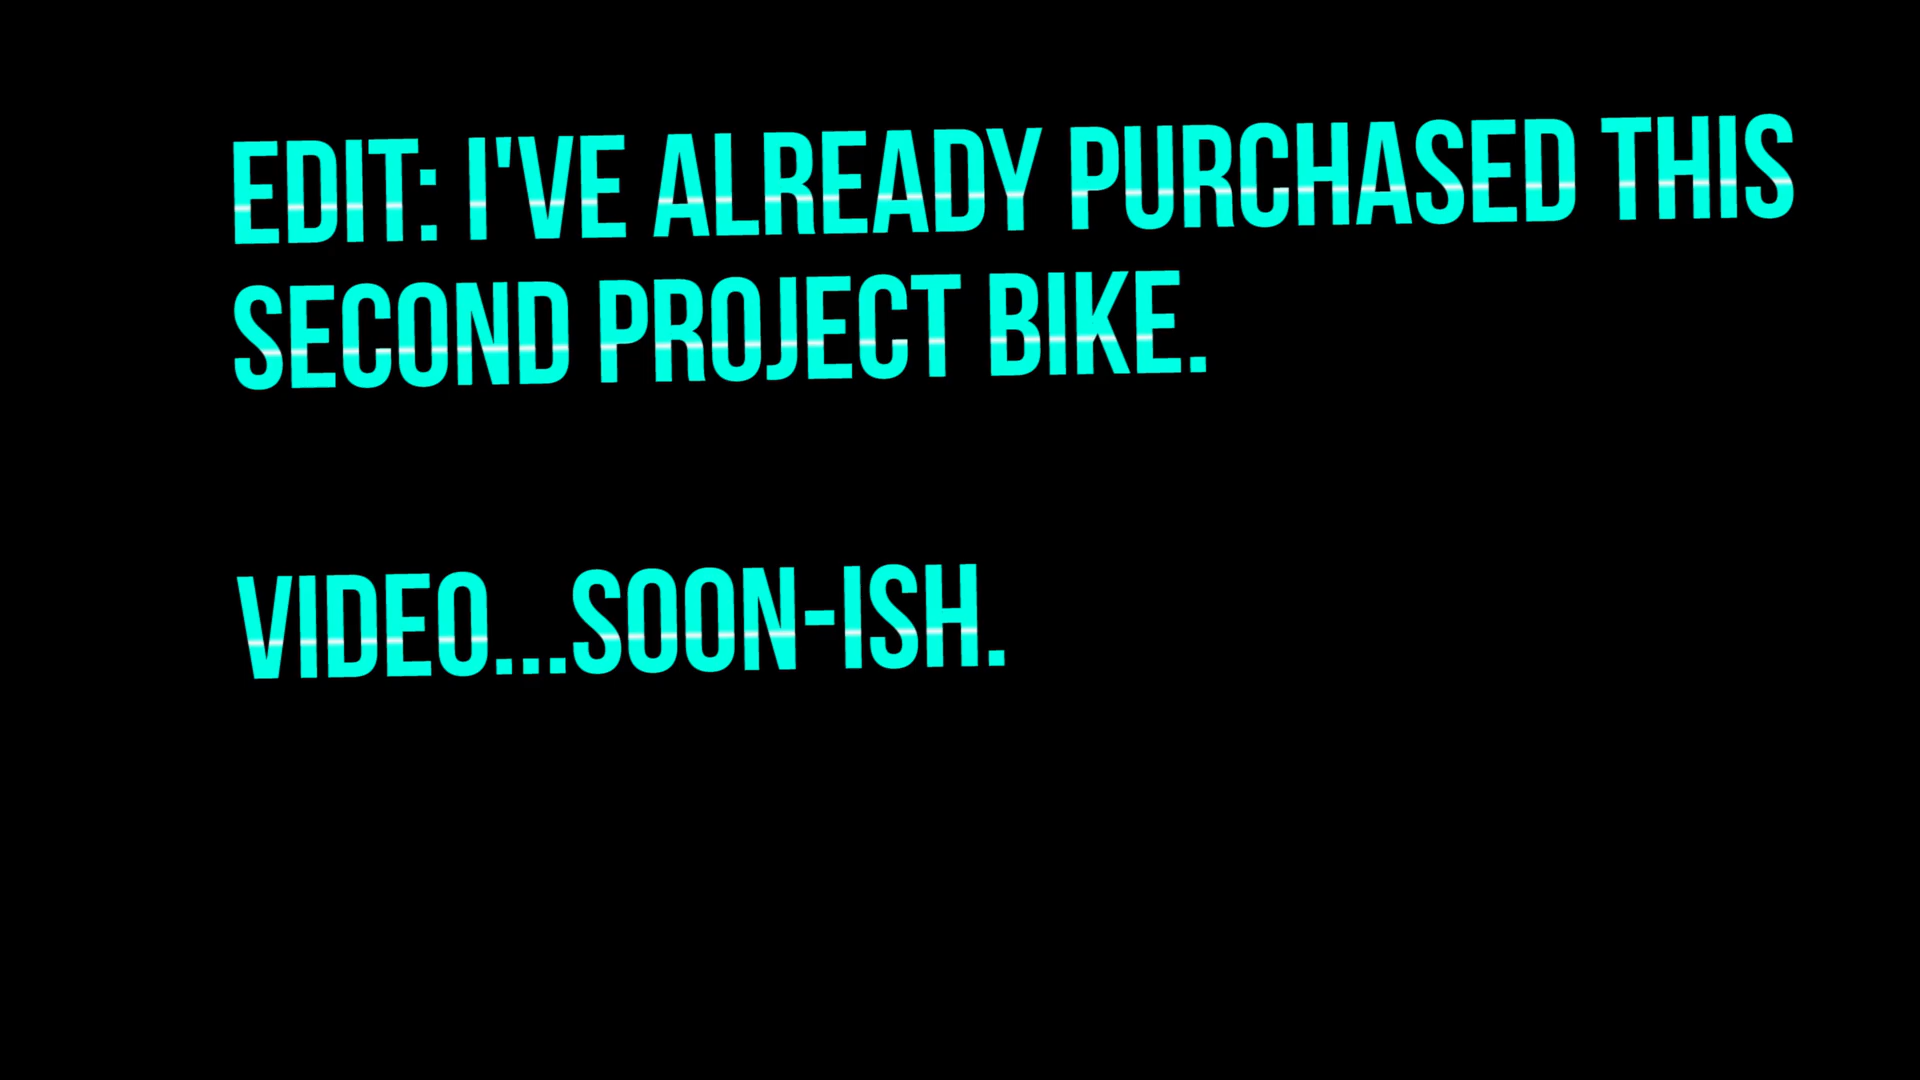 EDIT: I'VE ALREADY PURCHASED THIS
SECOND PROJECT BIKE.
VIDEO...SOON-ISH.